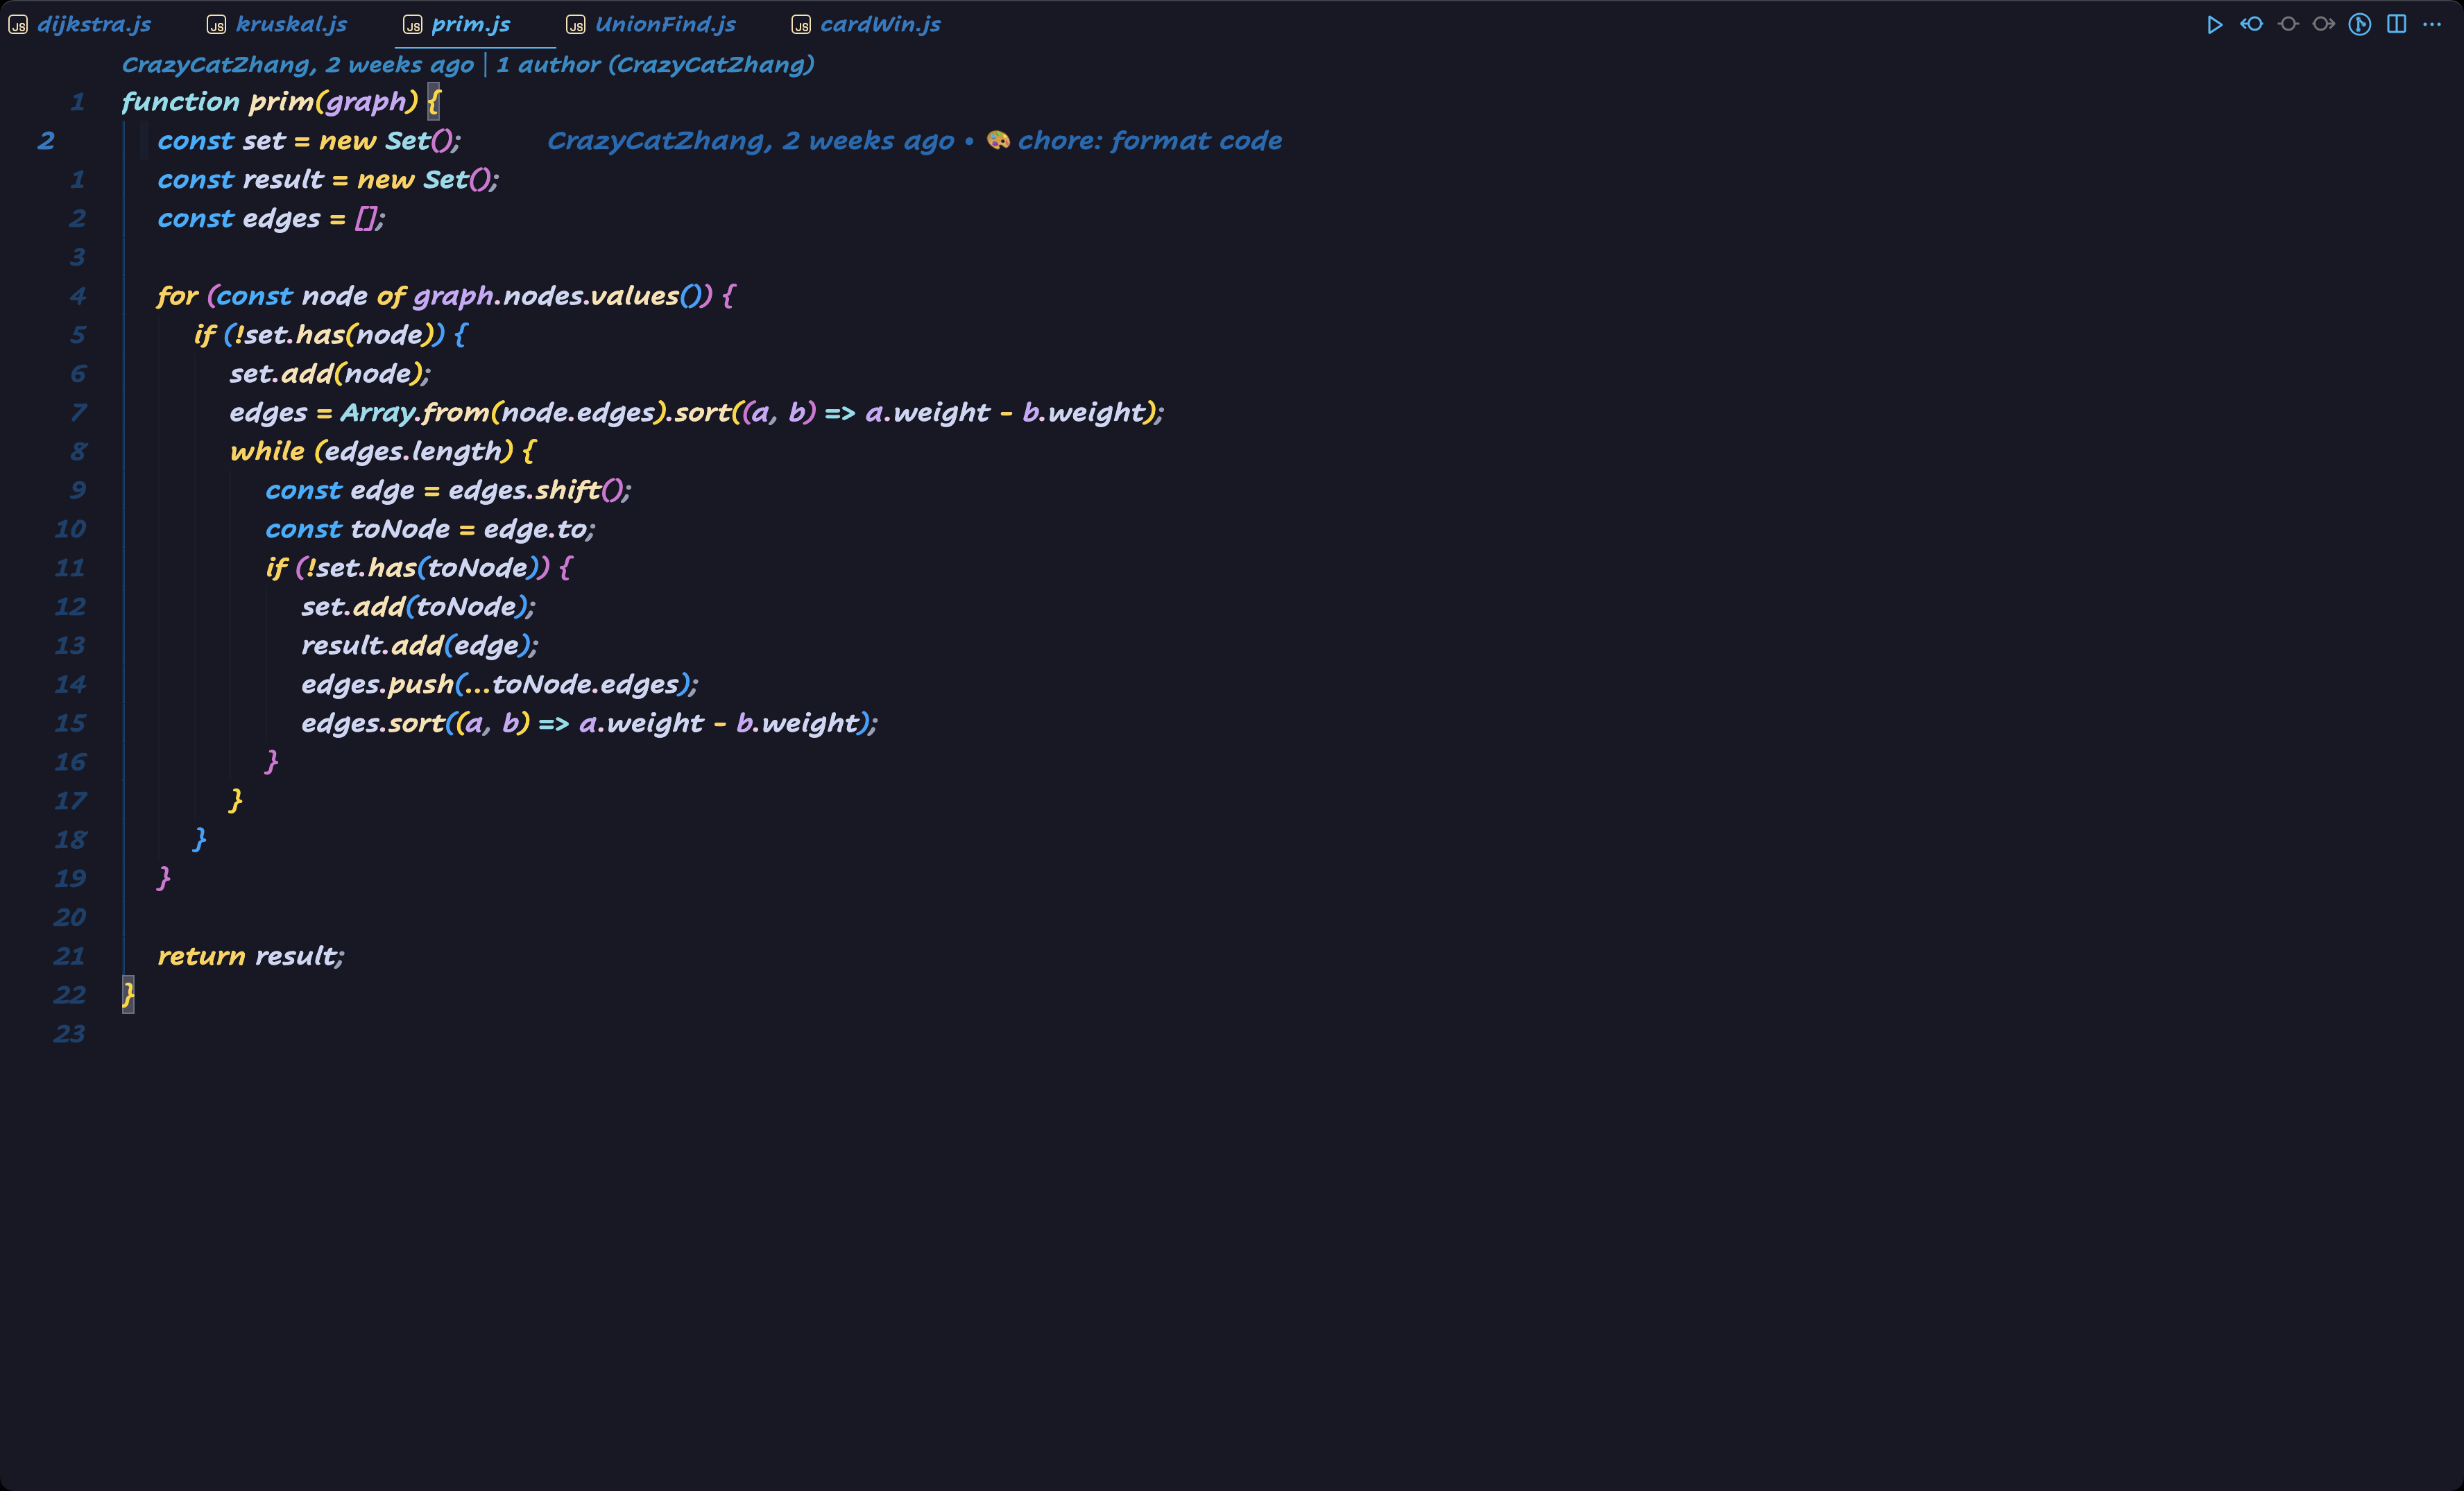 JS dijkstra.js JS kruskal.js JS prim.js JS UnionFind.js JS cardWin.js
CrazyCatZhang, 2 weeks ago | 1 author (CrazyCatZhang)
1 function prim(graph) {
2 const set = new Set(); CrazyCatZhang, 2 weeks ago • 🎨 chore: format code
1 const result = new Set();
2 const edges = [];
3
4 for (const node of graph.nodes.values()) {
5 if (!set.has(node)) {
6 set.add(node);
7 edges = Array.from(node.edges).sort((a, b) => a.weight - b.weight);
8 while (edges.length) {
9 const edge = edges.shift();
10 const toNode = edge.to;
11 if (!set.has(toNode)) {
12 set.add(toNode);
13 result.add(edge);
14 edges.push(...toNode.edges);
15 edges.sort((a, b) => a.weight - b.weight);
16 }
17 }
18 }
19 }
20
21 return result;
22 }
23